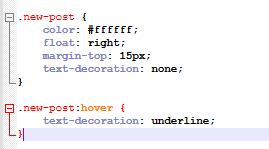 .new-post {
color: #ffffff;
float: right;
margin-top: 15px;
text-decoration: none;
}
.new-post:hover {
text-decoration: underline;
}